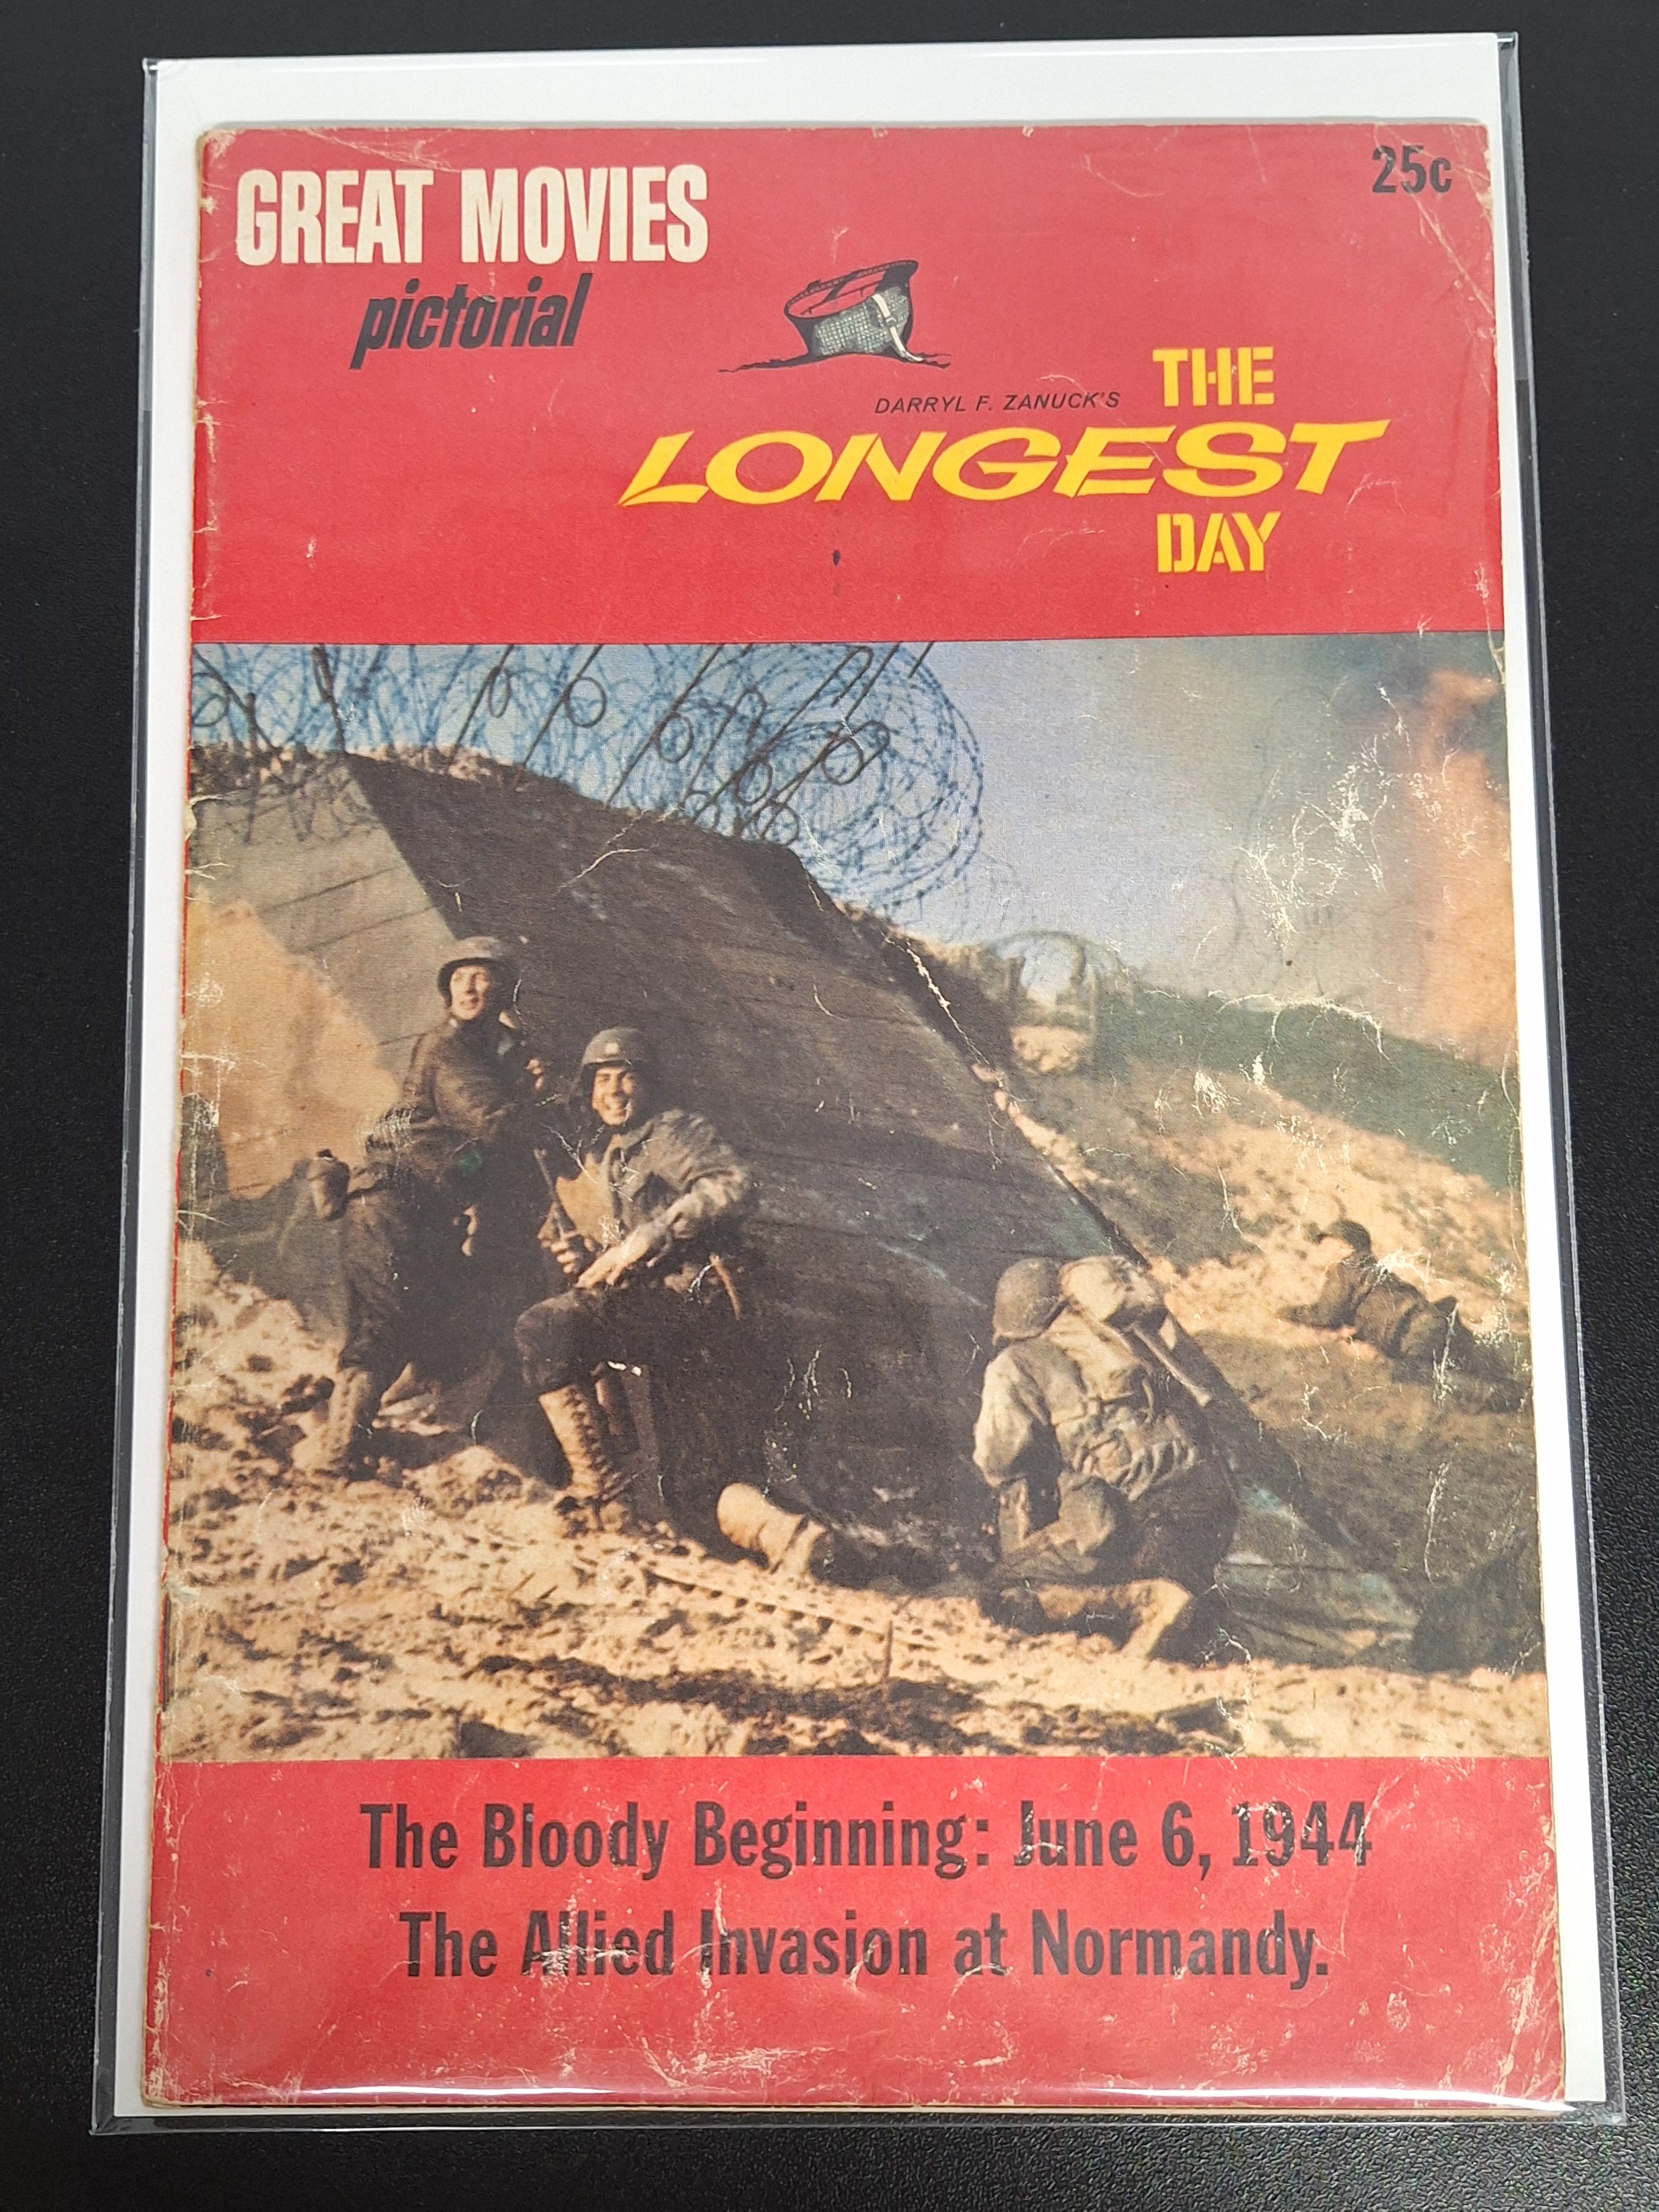 GREAT MOVIES
pictorial
25c
DARRYL F. ZANUCK'S
THE
LONGEST
DAY
The Bloody Beginning: June 6, 1944
The Allied Invasion at Normandy.